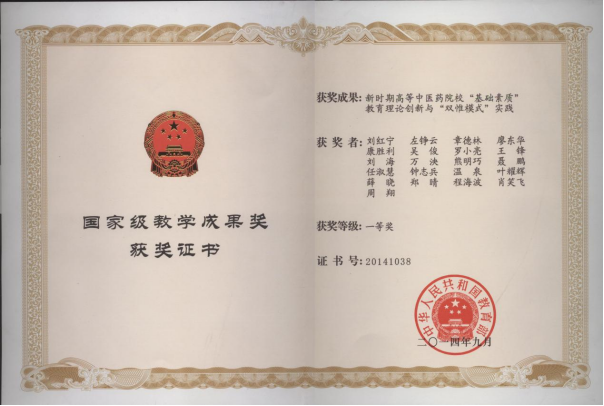 国家级教学成果奖
获奖证书
获奖成果: 新时期高等中医药院校“基础素质”
教育理论创新与“双惟模式”实践
获奖者: 刘红宁 左铮云 章德林 廖东华
康胜利 吴俊 罗小亮 王锋
刘海 万泱 熊明巧 聂鹏
任淑慧 钟志兵 温泉 叶耀辉
薛晓 郑晴 程海波 肖笑飞
周翔
获奖等级: 一等奖
证书号: 20141038
中华人民共和国教育部
二〇一四年九月